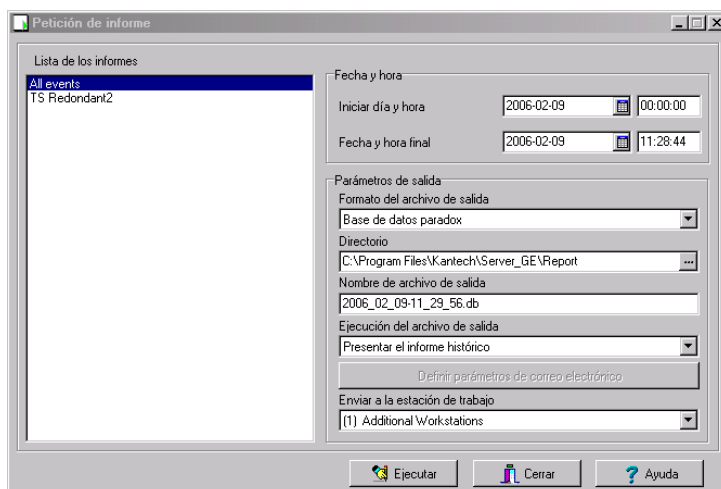 Petición de informe
Lista de los informes
All events
TS Redondant2
Fecha y hora
Iniciar día y hora
2006-02-09
00:00:00
Fecha y hora final
2006-02-09
11:28:44
Parámetros de salida
Formato del archivo de salida
Base de datos paradox
Directorio
C:\Program Files\Kantech\Server_GE\Report
...
Nombre de archivo de salida
2006_02_09-11_29_56.db
Ejecución del archivo de salida
Presentar el informe histórico
Definir parámetros de correo electrónico
Enviar a la estación de trabajo
(1) Additional Workstations
Ejecutar
Cerrar
Ayuda